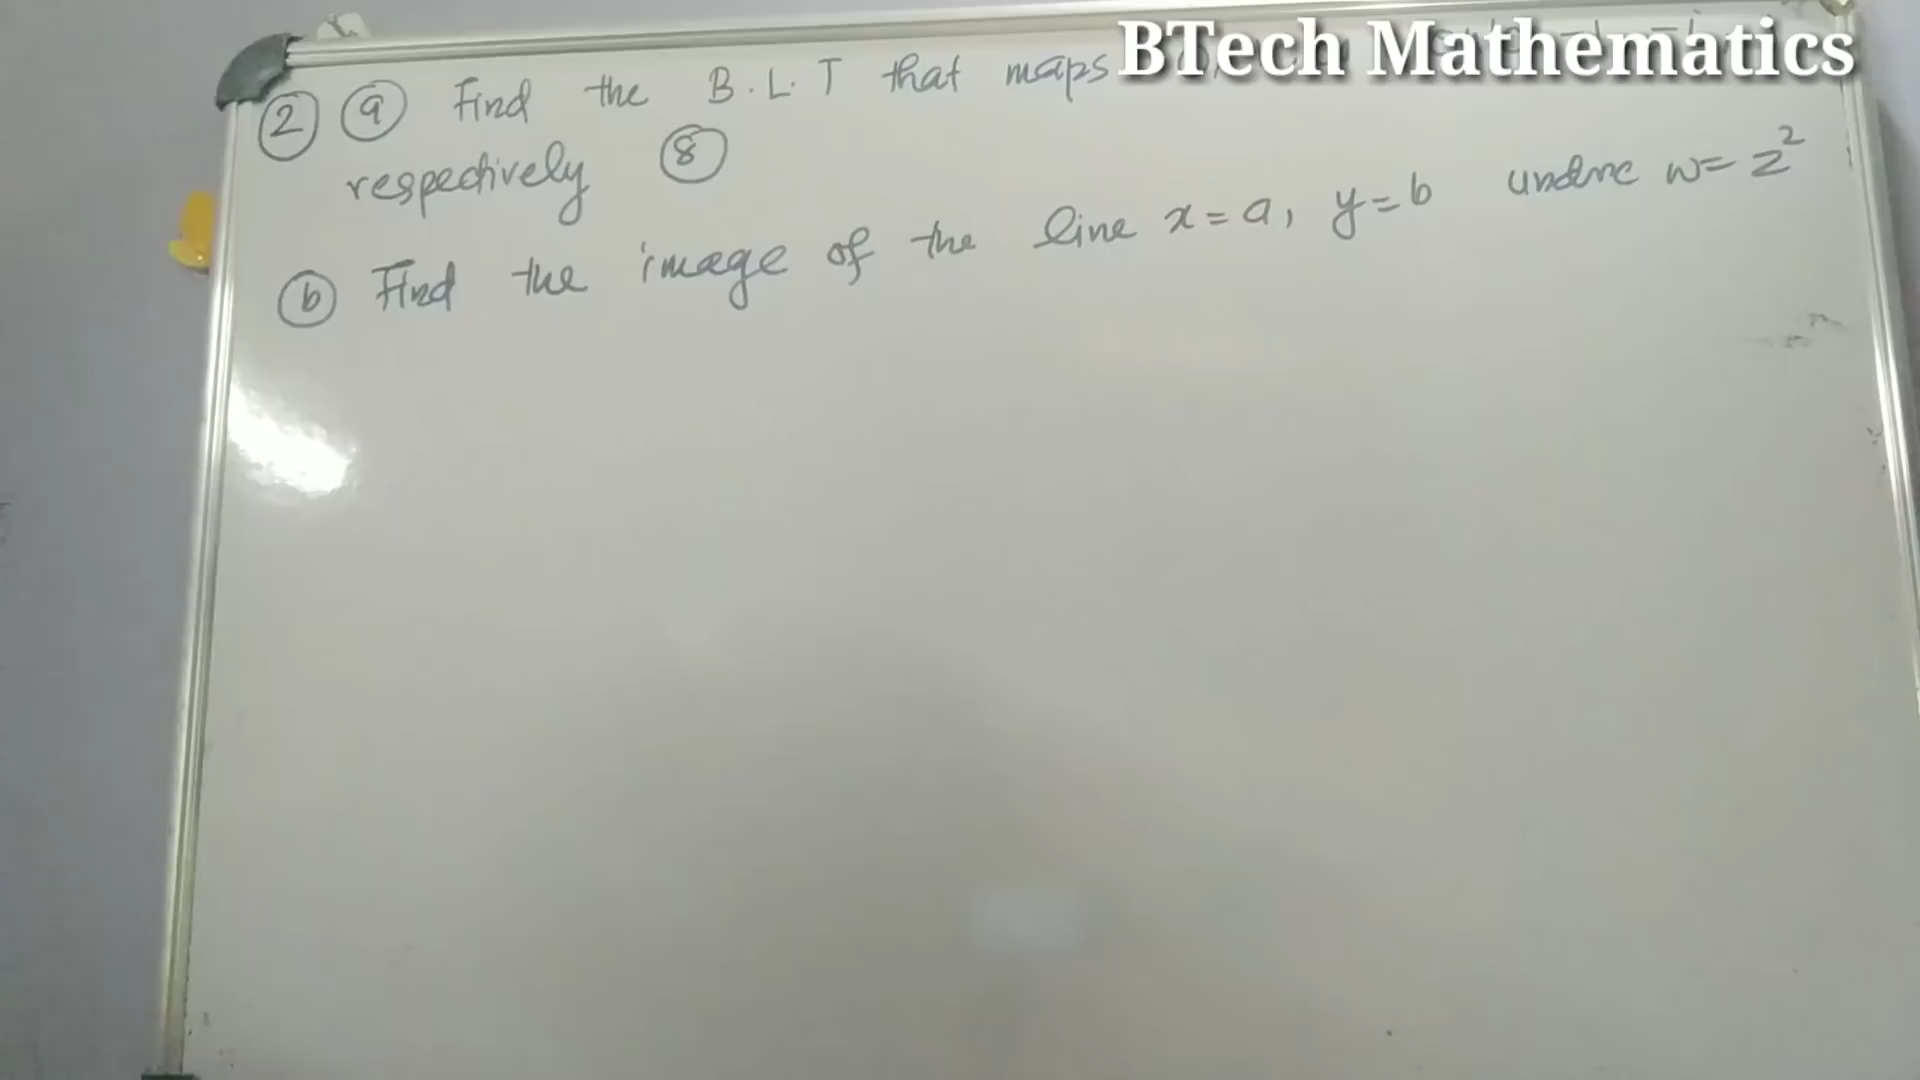 BTech Mathematics
2 a Find the B.L.T that maps
respectively 8
b Find the image of the line x = a, y = b under w = z²